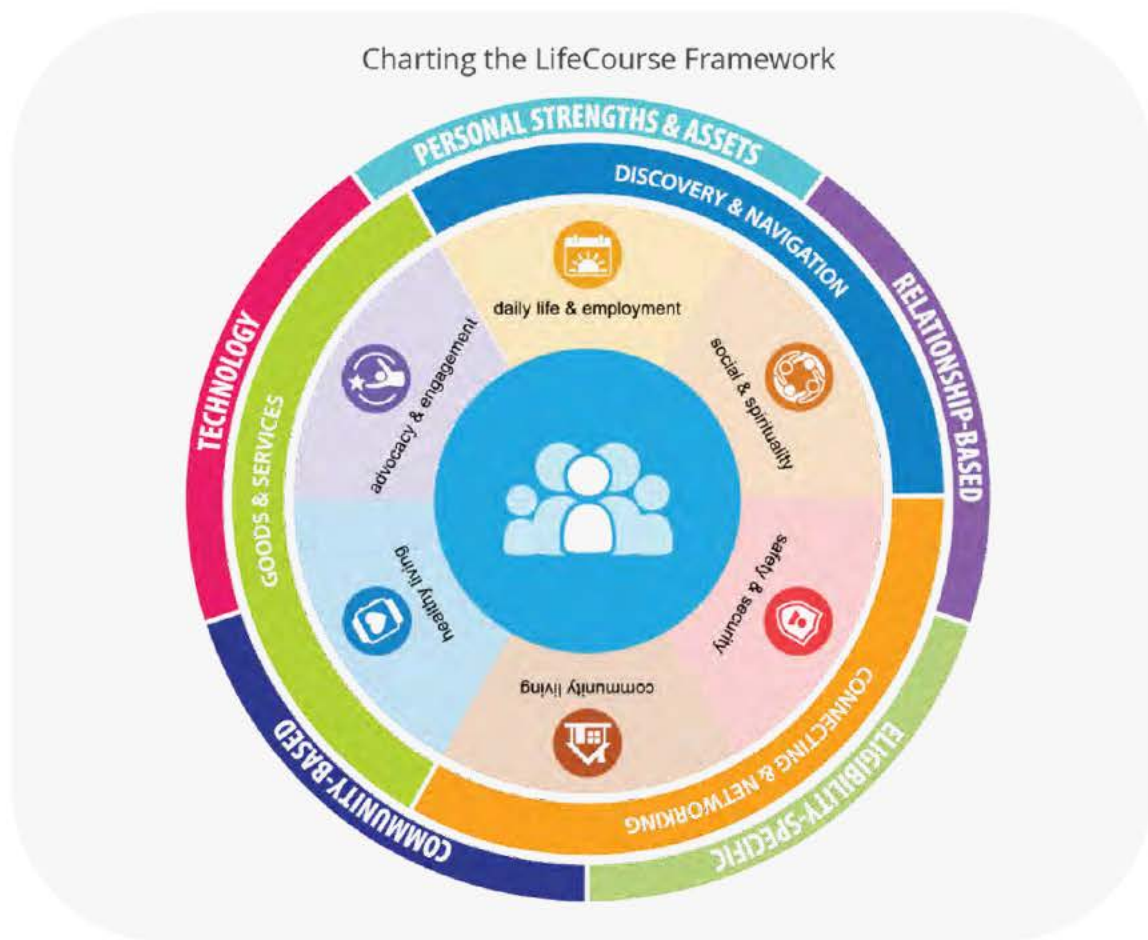 Charting the LifeCourse Framework
PERSONAL STRENGTHS & ASSETS
RELATIONSHIP-BASED
ELIGIBILITY-SPECIFIC
COMMUNITY-BASED
TECHNOLOGY
DISCOVERY & NAVIGATION
CONNECTING & NETWORKING
GOODS & SERVICES
daily life & employment
social & spirituality
safety & security
community living
healthy living
advocacy & engagement